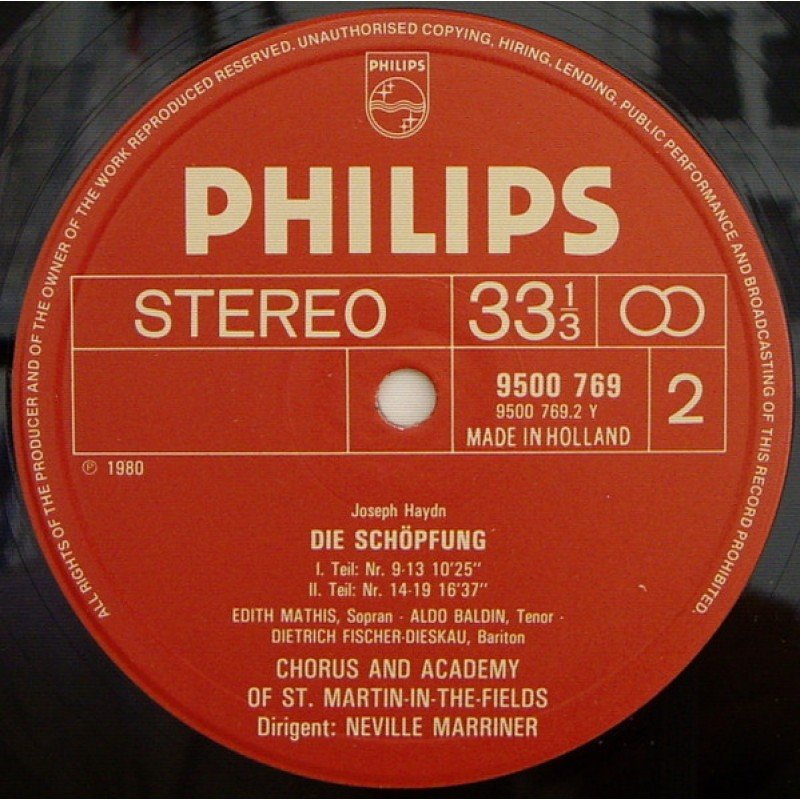 ALL RIGHTS OF THE PRODUCER AND OF THE OWNER OF THE WORK REPRODUCED RESERVED. UNAUTHORISED COPYING, HIRING, LENDING, PUBLIC PERFORMANCE AND BROADCASTING OF THIS RECORD PROHIBITED.
PHILIPS
PHILIPS
STEREO 33 1/3
9500 769
9500 769.2 Y
MADE IN HOLLAND
2
℗ 1980
Joseph Haydn
DIE SCHÖPFUNG
I. Teil: Nr. 9-13 10'25"
II. Teil: Nr. 14-19 16'37"
EDITH MATHIS, Sopran · ALDO BALDIN, Tenor ·
DIETRICH FISCHER-DIESKAU, Bariton
CHORUS AND ACADEMY
OF ST. MARTIN-IN-THE-FIELDS
Dirigent: NEVILLE MARRINER